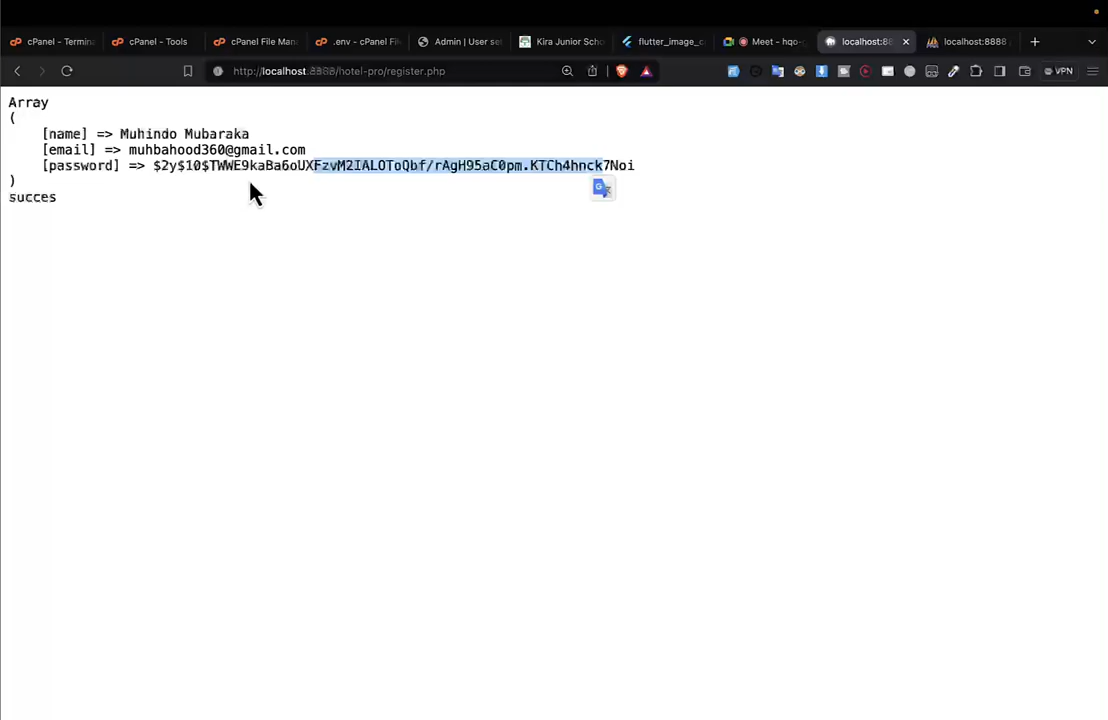 cPanel - Termina
cPanel - Tools
cPanel File Man
.env - cPanel Fil
Admin | User se
Kira Junior Scho
flutter_image_c
Meet - hqo-
localhost:88
localhost:8888
http://localhost:8888/hotel-pro/register.php
VPN
Array
(
[name] => Muhindo Mubaraka
[email] => muhbahood360@gmail.com
[password] => $2y$10$TWWE9kaBa6oUXFzvM2IALOToQbf/rAgH95aC0pm.KTCh4hnck7Noi
)
succes